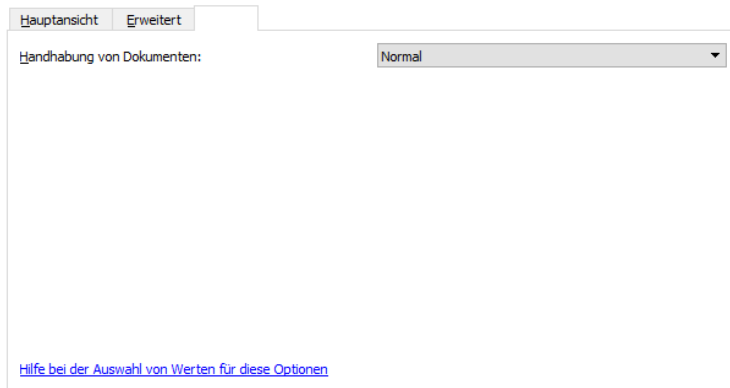 Hauptansicht
Erweitert
Handhabung von Dokumenten:
Normal
Hilfe bei der Auswahl von Werten für diese Optionen